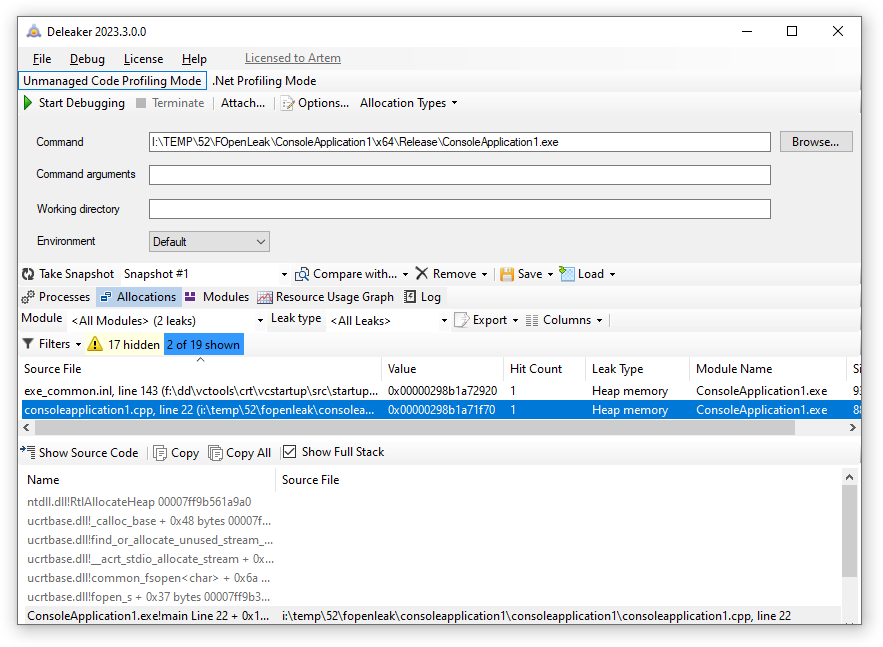 Deleaker 2023.3.0.0
File Debug License Help Licensed to Artem
Unmanaged Code Profiling Mode .Net Profiling Mode
Start Debugging Terminate Attach... Options... Allocation Types
Command I:\TEMP\52\FOpenLeak\ConsoleApplication1\x64\Release\ConsoleApplication1.exe Browse...
Command arguments
Working directory
Environment Default
Take Snapshot Snapshot #1 Compare with... Remove Save Load
Processes Allocations Modules Resource Usage Graph Log
Module <All Modules> (2 leaks) Leak type <All Leaks> Export Columns
Filters 17 hidden 2 of 19 shown
Source File Value Hit Count Leak Type Module Name Si
exe_common.inl, line 143 (f:\dd\vctools\crt\vcstartup\src\startup... 0x00000298b1a72920 1 Heap memory ConsoleApplication1.exe 93
consoleapplication1.cpp, line 22 (i:\temp\52\fopenleak\consolea... 0x00000298b1a71f70 1 Heap memory ConsoleApplication1.exe 88
Show Source Code Copy Copy All Show Full Stack
Name Source File
ntdll.dll!RtlAllocateHeap 00007ff9b561a9a0
ucrtbase.dll!_calloc_base + 0x48 bytes 00007f...
ucrtbase.dll!find_or_allocate_unused_stream_...
ucrtbase.dll!__acrt_stdio_allocate_stream + 0x...
ucrtbase.dll!common_fsopen<char> + 0x6a ...
ucrtbase.dll!fopen_s + 0x37 bytes 00007ff9b3...
ConsoleApplication1.exe!main Line 22 + 0x1... i:\temp\52\fopenleak\consoleapplication1\consoleapplication1\consoleapplication1.cpp, line 22